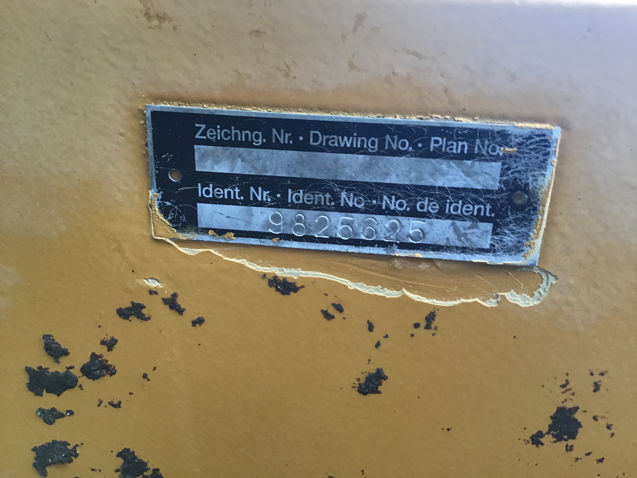 Zeichng. Nr. · Drawing No. · Plan No.
Ident. Nr. · Ident. No · No. de ident.
9825625